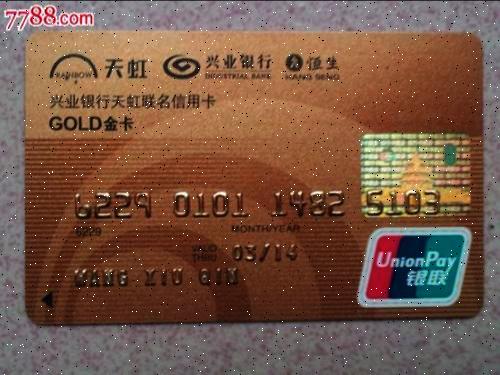 7788.com
RAINBOW 天虹 兴业银行 INDUSTRIAL BANK 恒生 HANG SENG
兴业银行天虹联名信用卡
GOLD金卡
6229 0101 1482 5103
6229
MONTH/YEAR
VALID THRU 03/14
WANG XIU QIN
UnionPay
银联